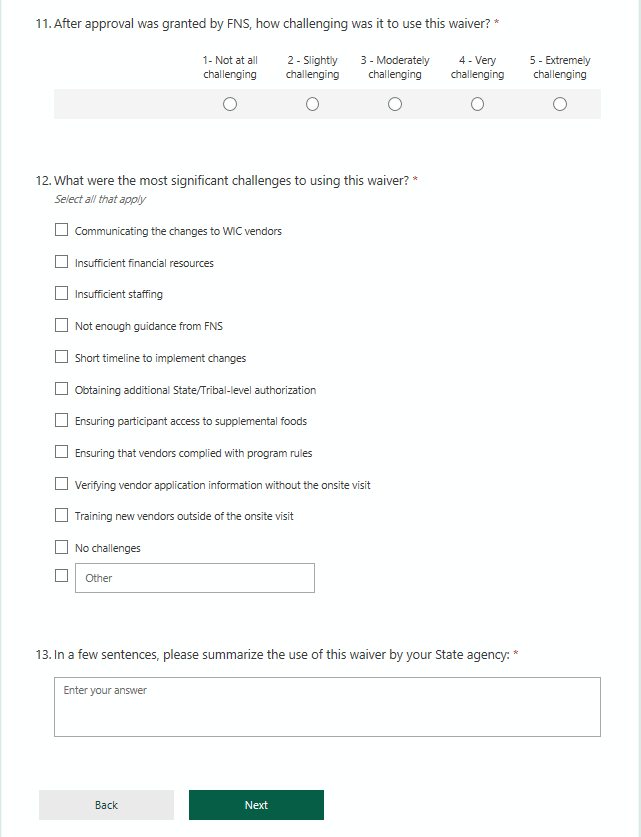 11. After approval was granted by FNS, how challenging was it to use this waiver? *
1- Not at all challenging
2 - Slightly challenging
3 - Moderately challenging
4 - Very challenging
5 - Extremely challenging
12. What were the most significant challenges to using this waiver? *
Select all that apply
Communicating the changes to WIC vendors
Insufficient financial resources
Insufficient staffing
Not enough guidance from FNS
Short timeline to implement changes
Obtaining additional State/Tribal-level authorization
Ensuring participant access to supplemental foods
Ensuring that vendors complied with program rules
Verifying vendor application information without the onsite visit
Training new vendors outside of the onsite visit
No challenges
Other
13. In a few sentences, please summarize the use of this waiver by your State agency: *
Enter your answer
Back
Next